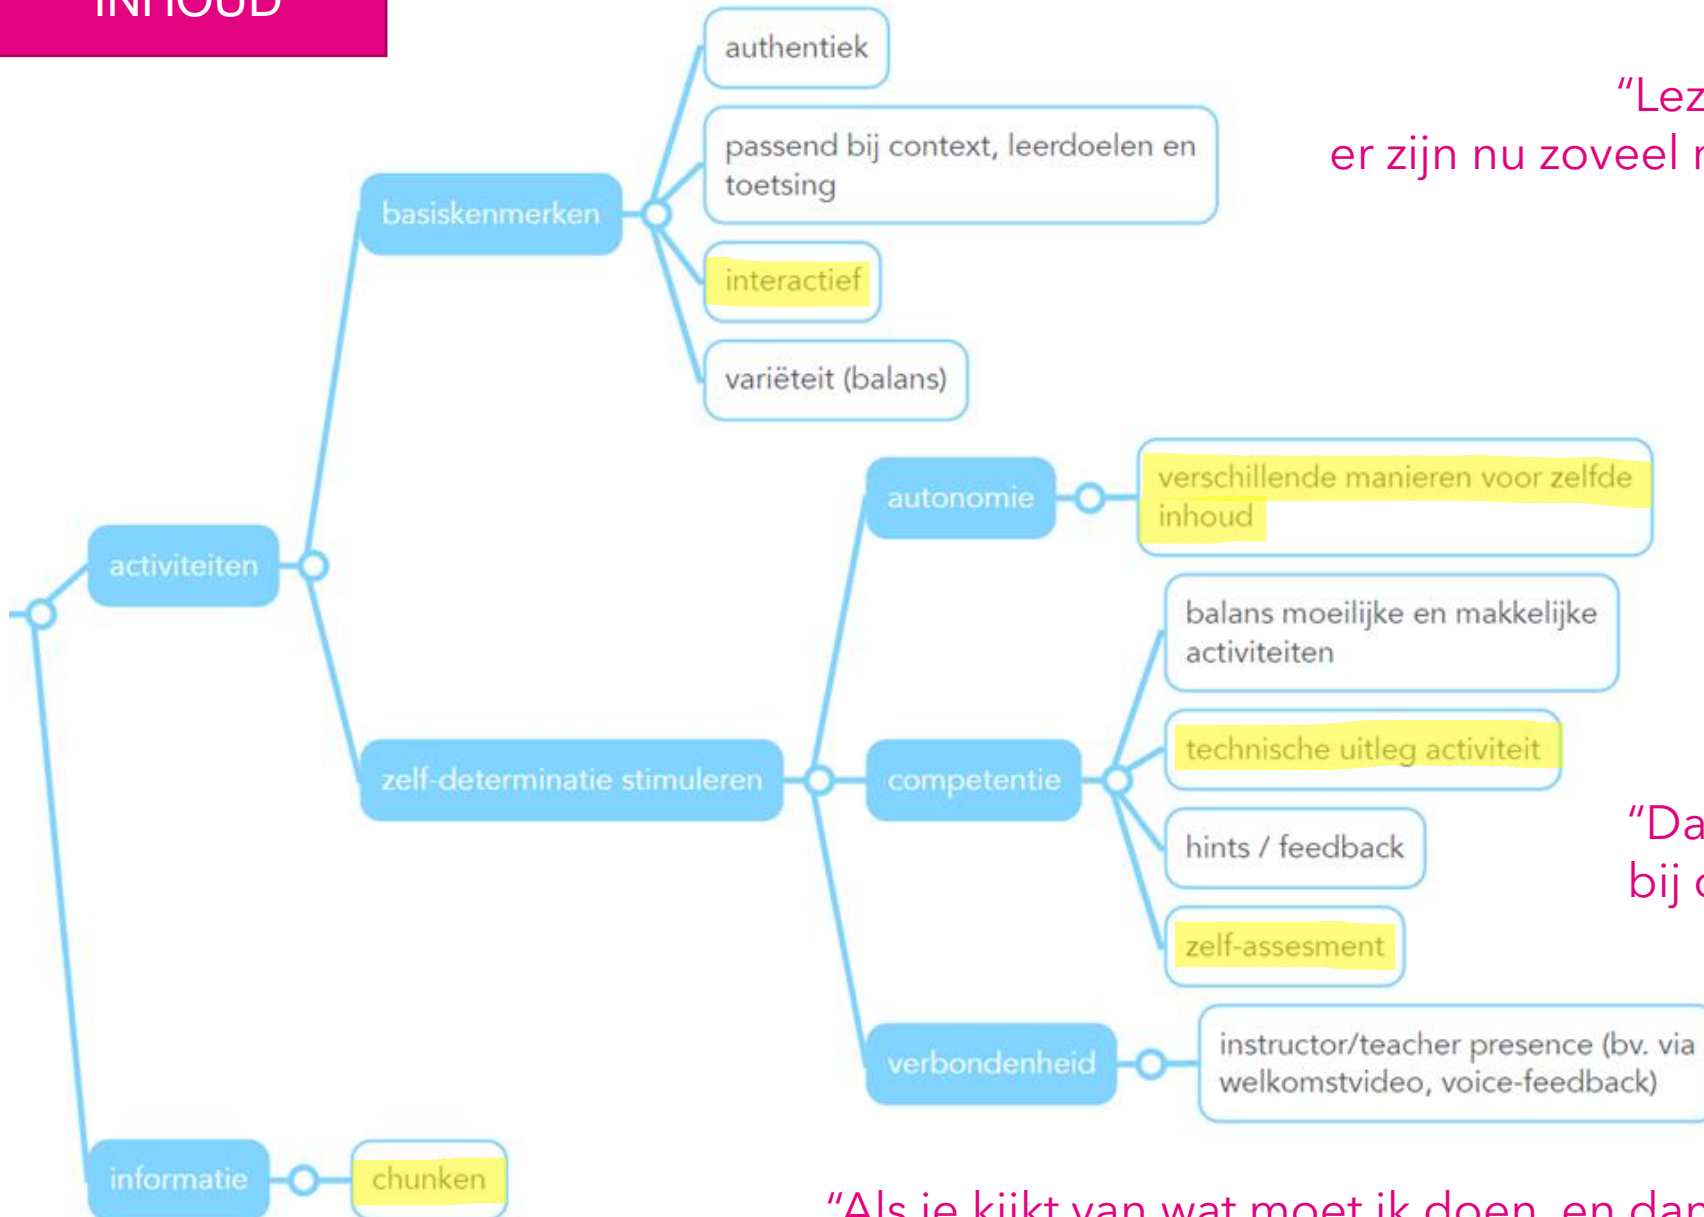 INHOUD
authentiek
passend bij context, leerdoelen en
toetsing
basiskenmerken
interactief
variëteit (balans)
"Lez
er zijn nu zoveel
autonomie
verschillende manieren voor zelfde
inhoud
activiteiten
balans moeilijke en makkelijke
activiteiten
technische uitleg activiteit
zelf-determinatie stimuleren
competentie
hints / feedback
zelf-assesment
"Da
bij
verbondenheid
instructor/teacher presence (bv. via
welkomstvideo, voice-feedback)
informatie
chunken
"Als je kijkt van wat moet ik doen, en dan